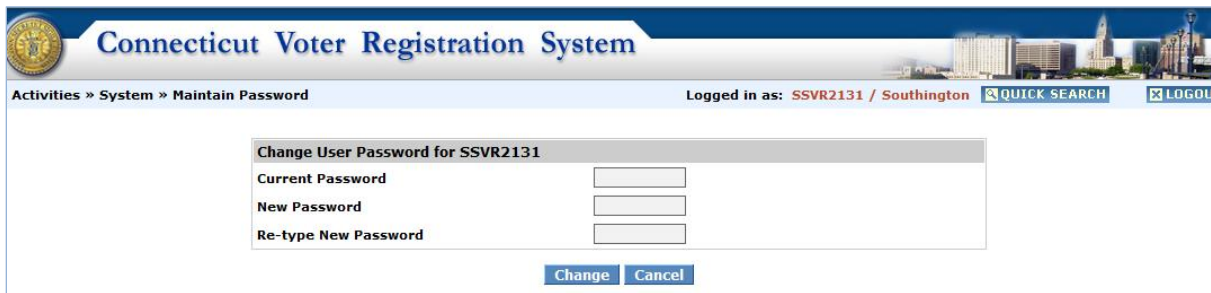 Connecticut Voter Registration System
Activities » System » Maintain Password Logged in as: SSVR2131 / Southington QUICK SEARCH LOGOU
Change User Password for SSVR2131
Current Password
New Password
Re-type New Password
Change Cancel